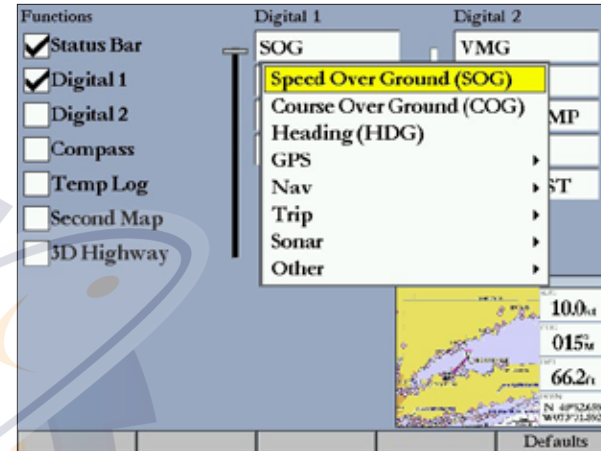 Functions
Digital 1
Digital 2
Status Bar
Digital 1
Digital 2
Compass
Temp Log
Second Map
3D Highway
SOG
VMG
MP
ST
Speed Over Ground (SOG)
Course Over Ground (COG)
Heading (HDG)
GPS
Nav
Trip
Sonar
Other
10.0
015
66.2
Defaults